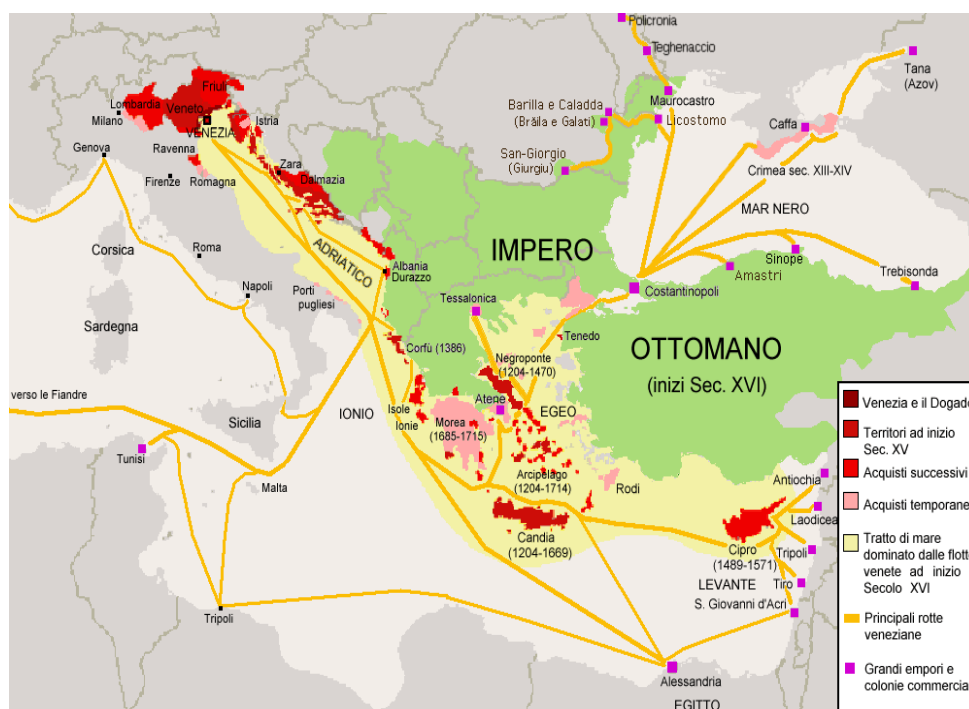 Policronia
Teghenaccio
Tana
(Azov)
Maurocastro
Barilla e Caladda
(Brăila e Galati)
Licostomo
Caffa
San-Giorgio
(Giurgiu)
Crimea sec. XIII-XIV
MAR NERO
Sinope
Amastri
Trebisonda
Costantinopoli
Friuli
Lombardia
Veneto
Milano
VENEZIA
Istria
Genova
Ravenna
Zara
Firenze
Romagna
Dalmazia
Corsica
Roma
ADRIATICO
Albania
Durazzo
IMPERO
Napoli
Porti
pugliesi
Tessalonica
Sardegna
Tenedo
Corfù (1386)
Negroponte
(1204-1470)
OTTOMANO
(inizi Sec. XVI)
verso le Fiandre
IONIO
Isole
Ionie
Atene
EGEO
Morea
(1685-1715)
Sicilia
Tunisi
Malta
Arcipelago
(1204-1714)
Rodi
Antiochia
Laodicea
Candia
(1204-1669)
Cipro
(1489-1571)
Tripoli
LEVANTE
Tiro
S. Giovanni d'Acri
Tripoli
Alessandria
EGITTO
Venezia e il Dogado
Territori ad inizio
Sec. XV
Acquisti successivi
Acquisti temporane
Tratto di mare
dominato dalle flott
venete ad inizio
Secolo XVI
Principali rotte
veneziane
Grandi empori e
colonie commercia